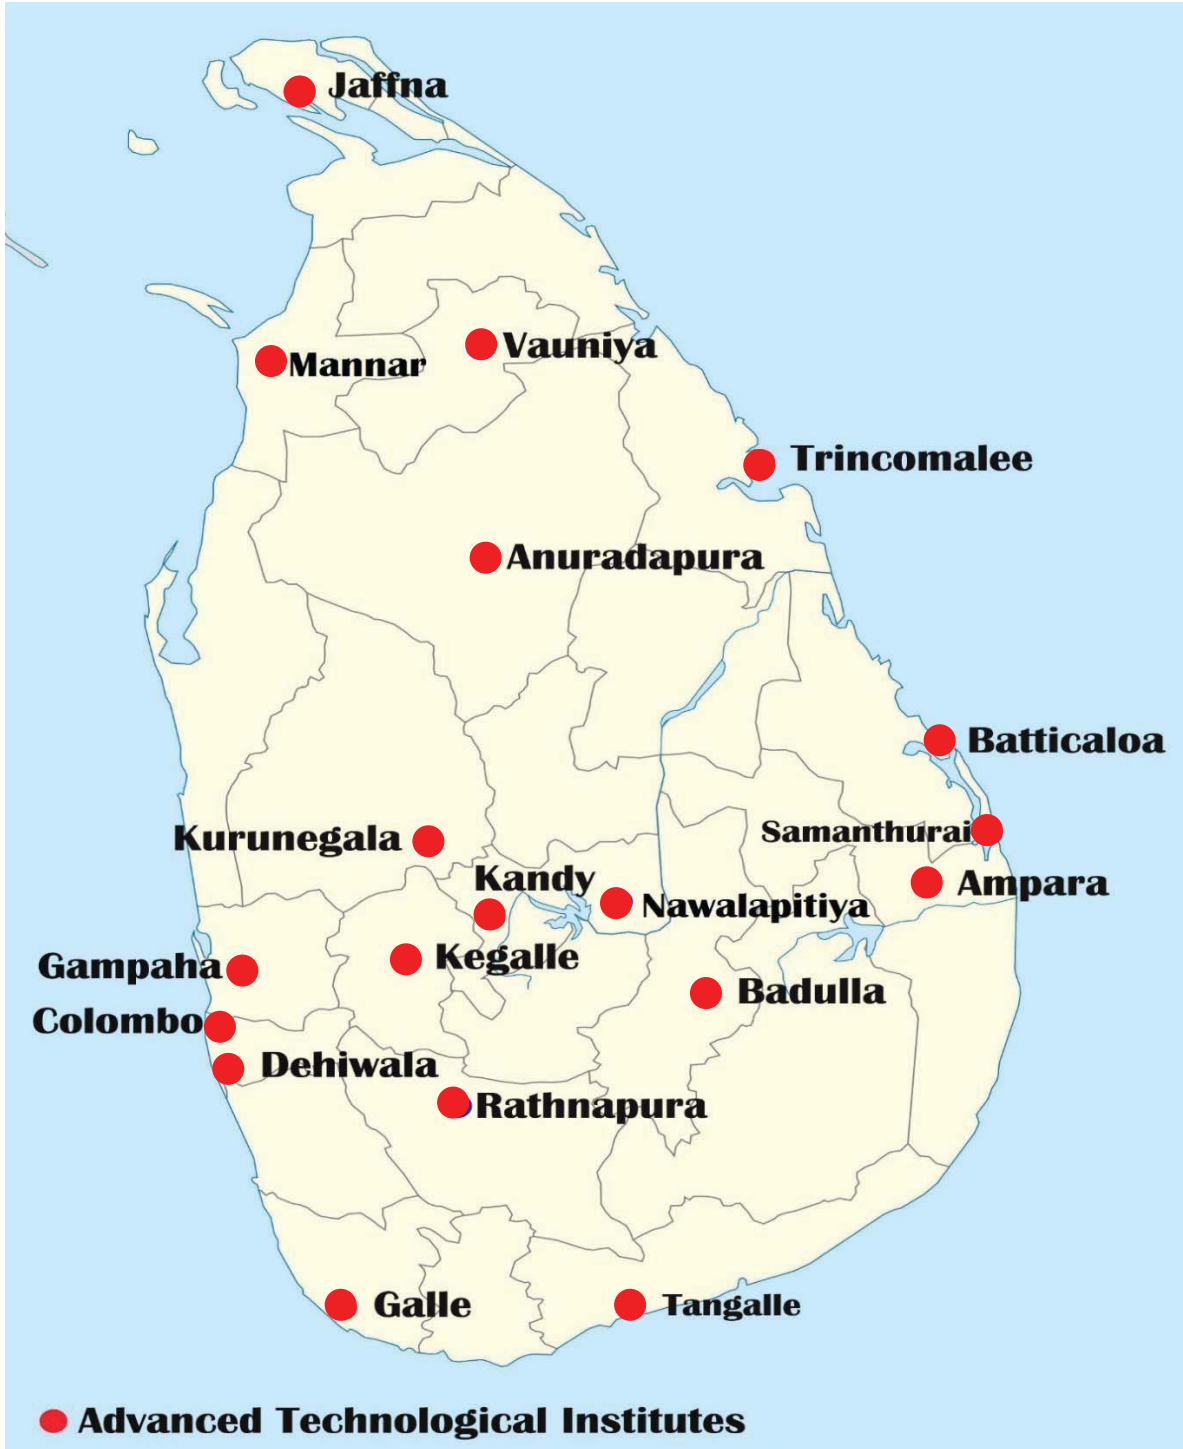 Jaffna
Vauniya
Mannar
Trincomalee
Anuradapura
Batticaloa
Samanthurai
Kurunegala
Kandy
Ampara
Nawalapitiya
Kegalle
Gampaha
Badulla
Colombo
Dehiwala
Rathnapura
Galle
Tangalle
Advanced Technological Institutes